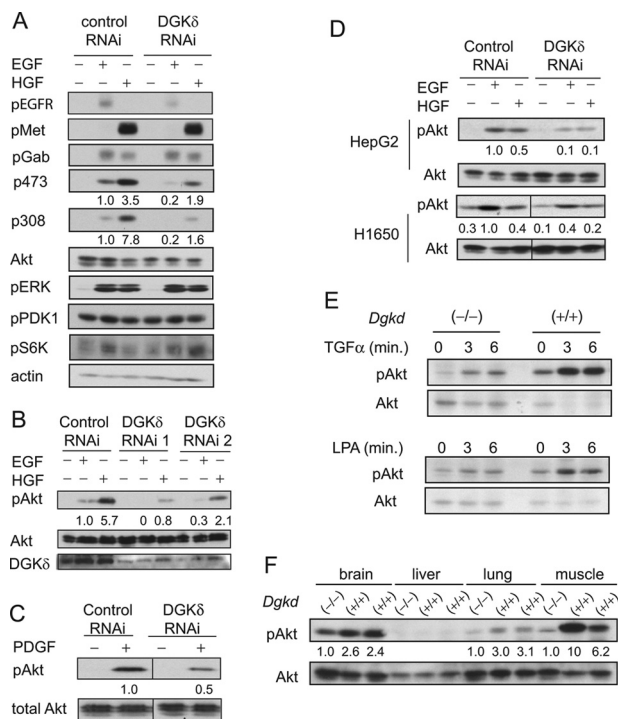 A
control RNAi DGKδ RNAi
EGF – + – – + –
HGF – – + – – +
pEGFR
pMet
pGab
p473
1.0 3.5 0.2 1.9
p308
1.0 7.8 0.2 1.6
Akt
pERK
pPDK1
pS6K
actin
B
Control RNAi DGKδ RNAi 1 DGKδ RNAi 2
EGF – + – – + – – + –
HGF – – + – – + – – +
pAkt
1.0 5.7 0 0.8 0.3 2.1
Akt
DGKδ
C
Control RNAi DGKδ RNAi
PDGF – + – +
pAkt
1.0 0.5
total Akt
D
Control RNAi DGKδ RNAi
EGF – + – – + –
HGF – – + – – +
HepG2
pAkt
1.0 0.5 0.1 0.1
Akt
H1650
pAkt
0.3 1.0 0.4 0.1 0.4 0.2
Akt
E
Dgkd (–/–) (+/+)
TGFα (min.) 0 3 6 0 3 6
pAkt
Akt
LPA (min.) 0 3 6 0 3 6
pAkt
Akt
F
brain liver lung muscle
Dgkd (–/–) (+/+) (+/+) (–/–) (+/+) (+/+) (–/–) (+/+) (+/+) (–/–) (+/+) (+/+)
pAkt
1.0 2.6 2.4 1.0 3.0 3.1 1.0 10 6.2
Akt